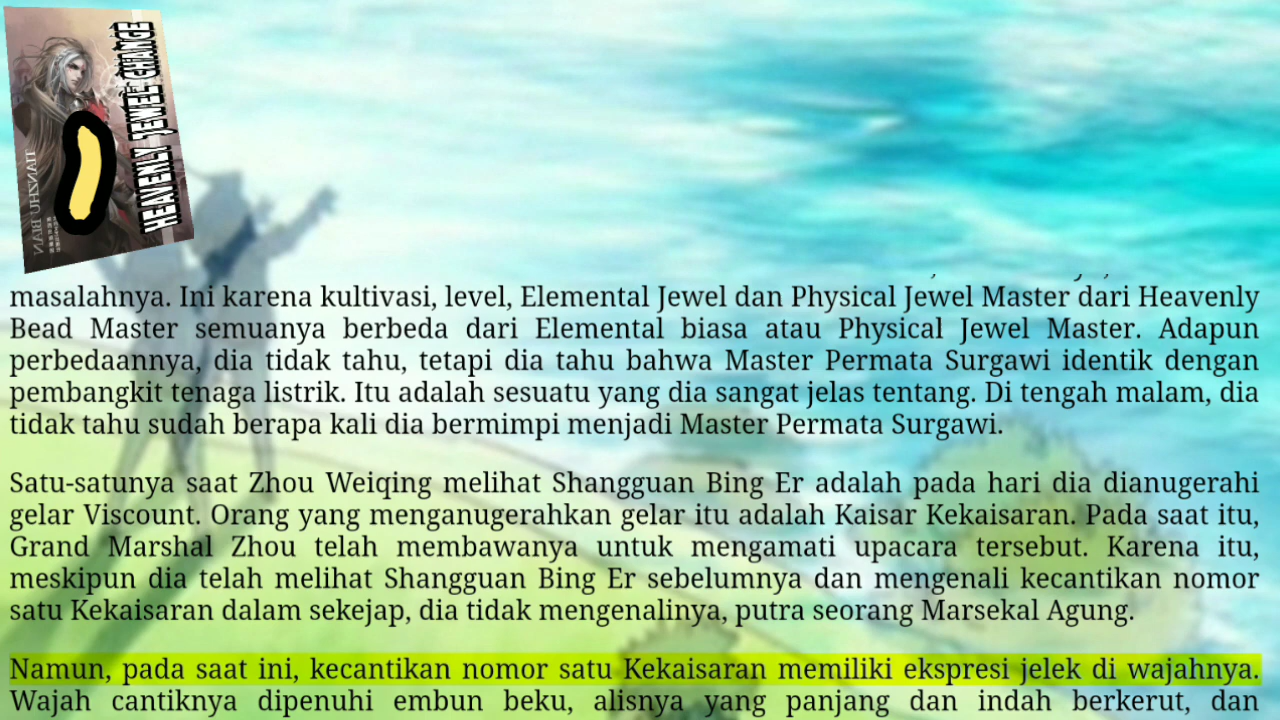 HEAVENLY JEWEL CHANGE
TIANZHU BIAN
masalahnya. Ini karena kultivasi, level, Elemental Jewel dan Physical Jewel Master dari Heavenly
Bead Master semuanya berbeda dari Elemental biasa atau Physical Jewel Master. Adapun
perbedaannya, dia tidak tahu, tetapi dia tahu bahwa Master Permata Surgawi identik dengan
pembangkit tenaga listrik. Itu adalah sesuatu yang dia sangat jelas tentang. Di tengah malam, dia
tidak tahu sudah berapa kali dia bermimpi menjadi Master Permata Surgawi.
Satu-satunya saat Zhou Weiqing melihat Shangguan Bing Er adalah pada hari dia dianugerahi
gelar Viscount. Orang yang menganugerahkan gelar itu adalah Kaisar Kekaisaran. Pada saat itu,
Grand Marshal Zhou telah membawanya untuk mengamati upacara tersebut. Karena itu,
meskipun dia telah melihat Shangguan Bing Er sebelumnya dan mengenali kecantikan nomor
satu Kekaisaran dalam sekejap, dia tidak mengenalinya, putra seorang Marsekal Agung.
Namun, pada saat ini, kecantikan nomor satu Kekaisaran memiliki ekspresi jelek di wajahnya.
Wajah cantiknya dipenuhi embun beku, alisnya yang panjang dan indah berkerut, dan